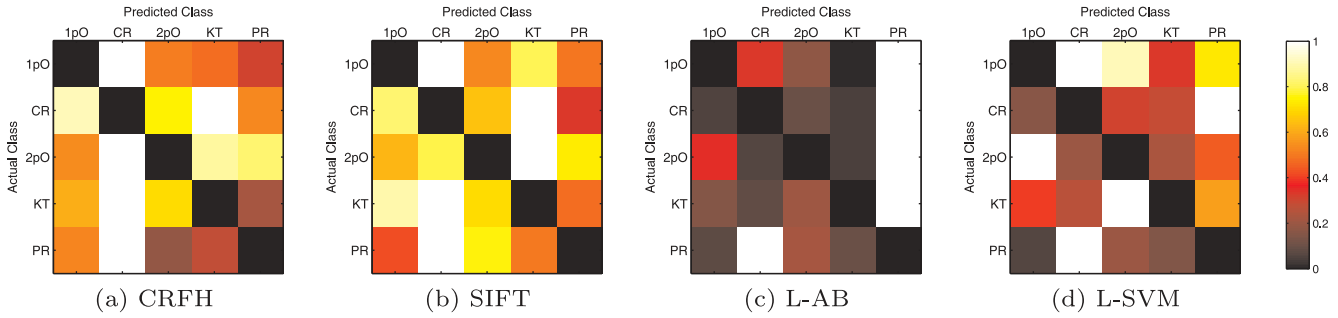 Predicted Class
1pO CR 2pO KT PR
Actual Class
1pO
CR
2pO
KT
PR
(a) CRFH
Predicted Class
1pO CR 2pO KT PR
Actual Class
1pO
CR
2pO
KT
PR
(b) SIFT
Predicted Class
1pO CR 2pO KT PR
Actual Class
1pO
CR
2pO
KT
PR
(c) L-AB
Predicted Class
1pO CR 2pO KT PR
Actual Class
1pO
CR
2pO
KT
PR
(d) L-SVM
1
0.8
0.6
0.4
0.2
0